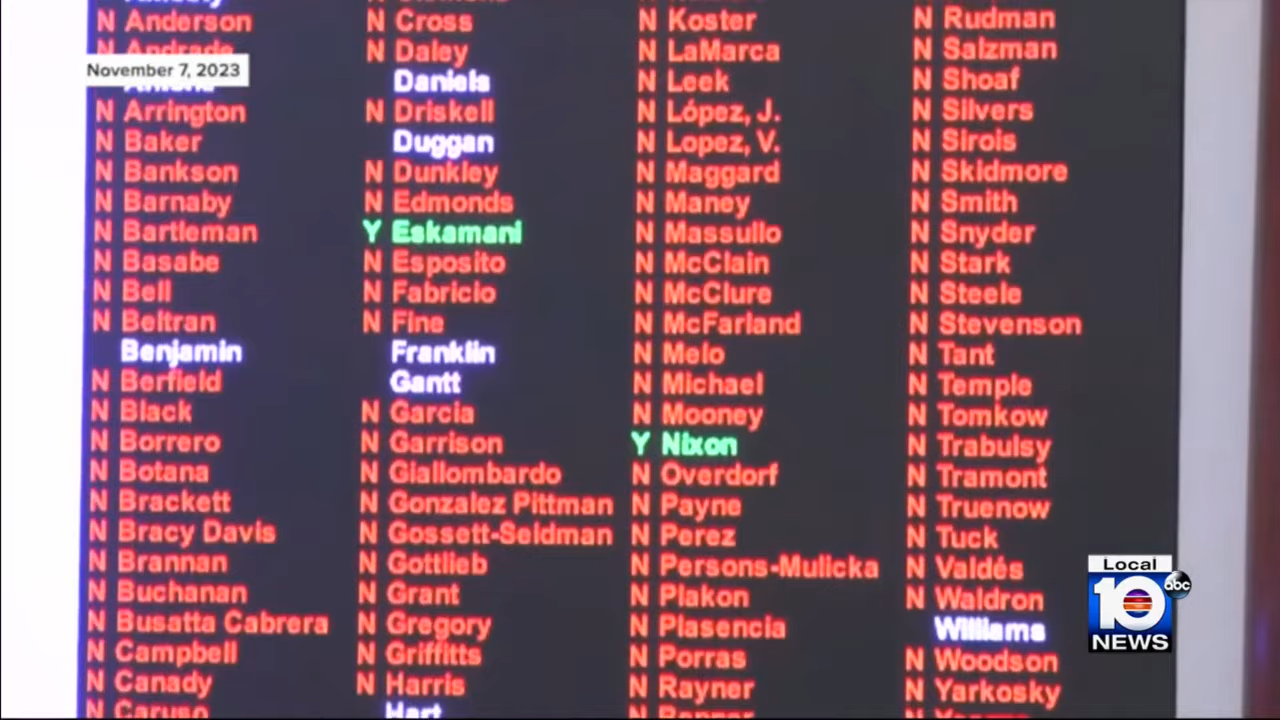 N Anderson
N Andrade
November 7, 2023
N Arrington
N Baker
N Bankson
N Barnaby
N Bartleman
N Basabe
N Bell
N Beltran
Benjamin
N Berfield
N Black
N Borrero
N Botana
N Brackett
N Bracy Davis
N Brannan
N Buchanan
N Busatta Cabrera
N Campbell
N Canady
N Caruso
N Cross
N Daley
Daniels
N Driskell
Duggan
N Dunkley
N Edmonds
Y Eskamani
N Esposito
N Fabricio
N Fine
Franklin
Gantt
N Garcia
N Garrison
N Giallombardo
N Gonzalez Pittman
N Gossett-Seidman
N Gottlieb
N Grant
N Gregory
N Griffitts
N Harris
Hart
N Koster
N LaMarca
N Leek
N López, J.
N Lopez, V.
N Maggard
N Maney
N Massullo
N McClain
N McClure
N McFarland
N Melo
N Michael
N Mooney
Y Nixon
N Overdorf
N Payne
N Perez
N Persons-Mulicka
N Plakon
N Plasencia
N Porras
N Rayner
N Rudman
N Salzman
N Shoaf
N Silvers
N Sirois
N Skidmore
N Smith
N Snyder
N Stark
N Steele
N Stevenson
N Tant
N Temple
N Tomkow
N Trabulsy
N Tramont
N Truenow
N Tuck
N Valdés
N Waldron
Williams
N Woodson
N Yarkosky
Local
10 abc
NEWS